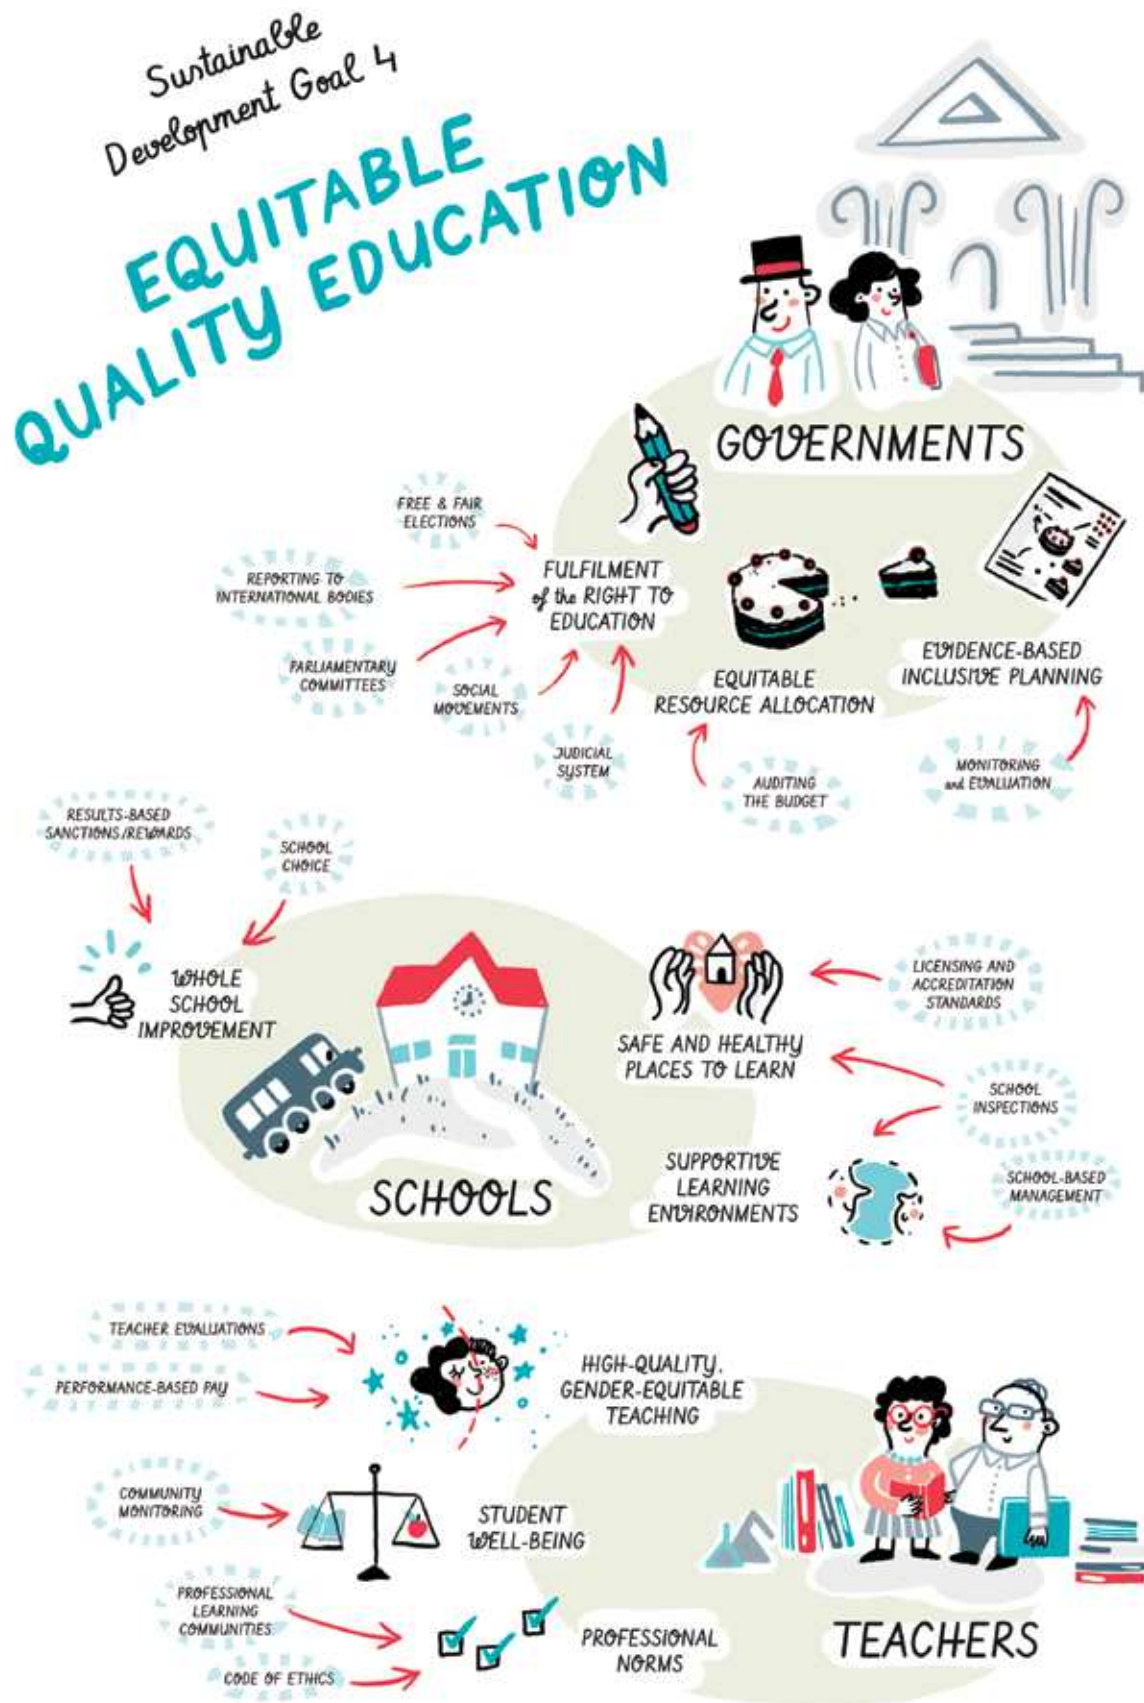 Sustainable
Development Goal 4
EQUITABLE
QUALITY EDUCATION
GOVERNMENTS
FREE & FAIR
ELECTIONS
REPORTING TO
INTERNATIONAL BODIES
PARLIAMENTARY
COMMITTEES
SOCIAL
MOVEMENTS
JUDICIAL
SYSTEM
FULFILMENT
of the RIGHT TO
EDUCATION
EQUITABLE
RESOURCE ALLOCATION
AUDITING
THE BUDGET
EVIDENCE-BASED
INCLUSIVE PLANNING
MONITORING
and EVALUATION
RESULTS-BASED
SANCTIONS/REWARDS
SCHOOL
CHOICE
WHOLE
SCHOOL
IMPROVEMENT
SCHOOLS
SAFE AND HEALTHY
PLACES TO LEARN
LICENSING AND
ACCREDITATION
STANDARDS
SCHOOL
INSPECTIONS
SUPPORTIVE
LEARNING
ENVIRONMENTS
SCHOOL-BASED
MANAGEMENT
TEACHER EVALUATIONS
PERFORMANCE-BASED PAY
HIGH-QUALITY,
GENDER-EQUITABLE
TEACHING
COMMUNITY
MONITORING
STUDENT
WELL-BEING
PROFESSIONAL
LEARNING
COMMUNITIES
CODE OF ETHICS
PROFESSIONAL
NORMS
TEACHERS